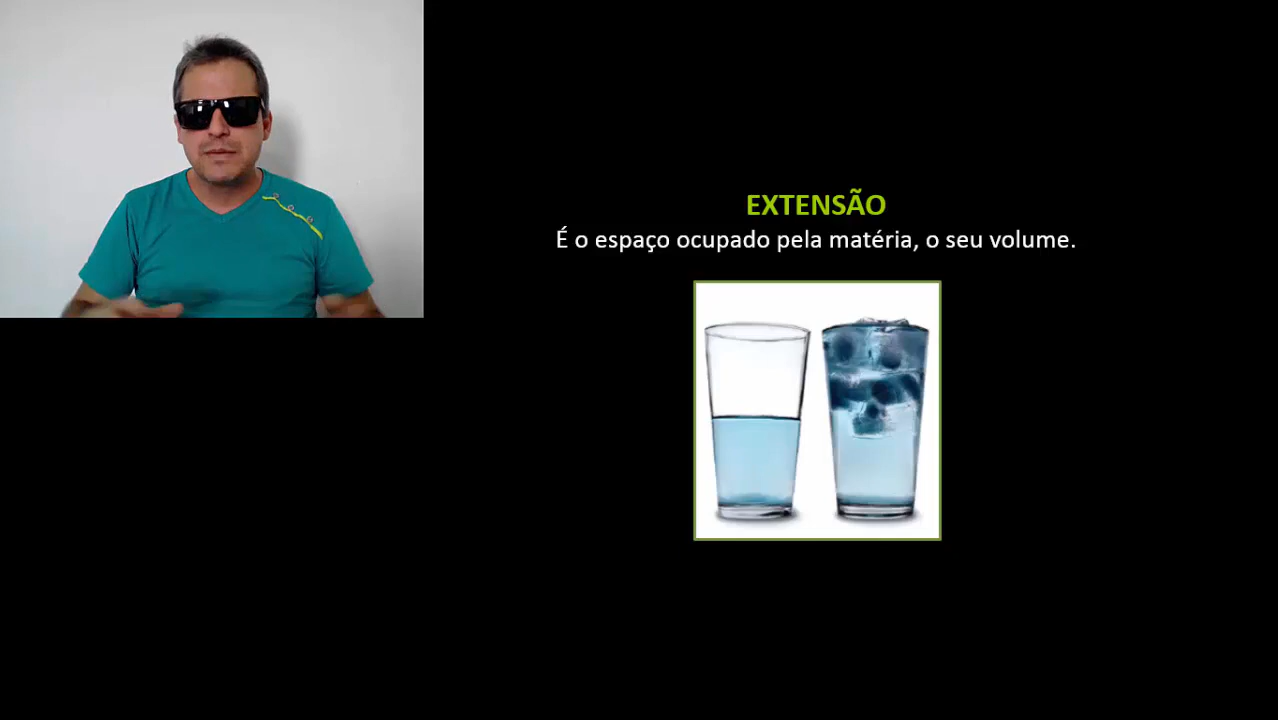 EXTENSÃO
É o espaço ocupado pela matéria, o seu volume.